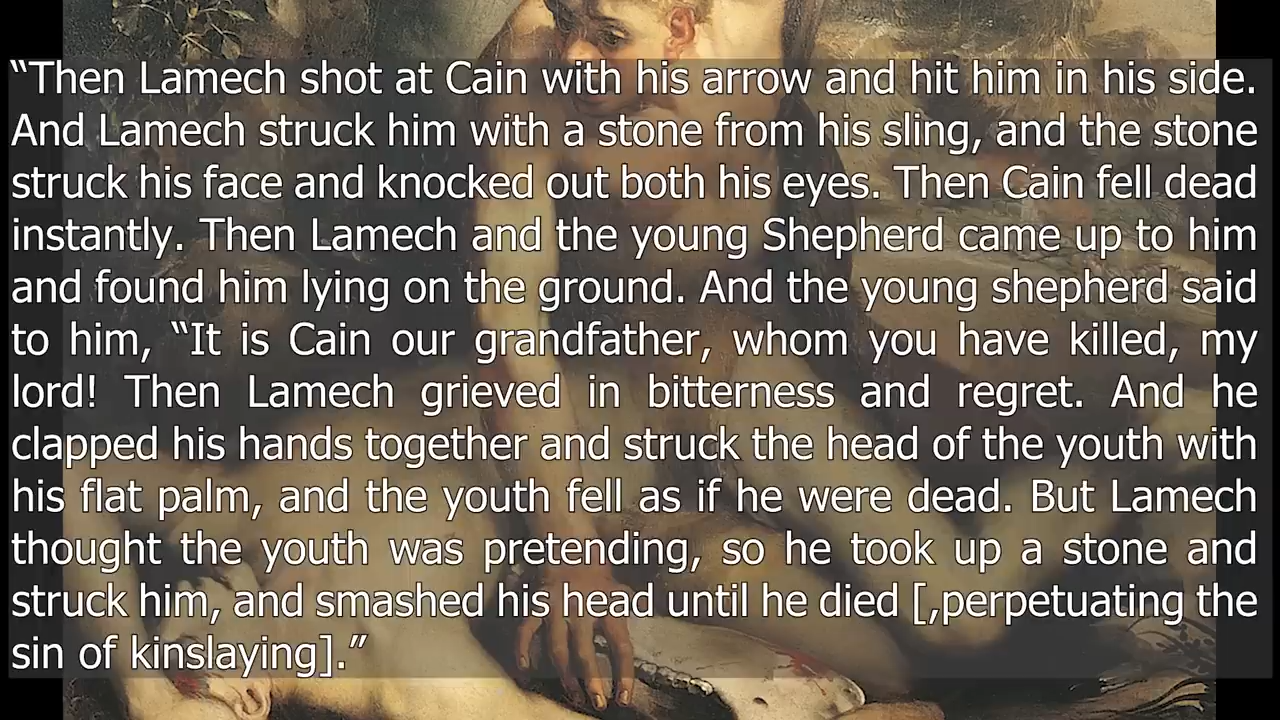 “Then Lamech shot at Cain with his arrow and hit him in his side.
And Lamech struck him with a stone from his sling, and the stone
struck his face and knocked out both his eyes. Then Cain fell dead
instantly. Then Lamech and the young Shepherd came up to him
and found him lying on the ground. And the young shepherd said
to him, “It is Cain our grandfather, whom you have killed, my
lord! Then Lamech grieved in bitterness and regret. And he
clapped his hands together and struck the head of the youth with
his flat palm, and the youth fell as if he were dead. But Lamech
thought the youth was pretending, so he took up a stone and
struck him, and smashed his head until he died [,perpetuating the
sin of kinslaying].”